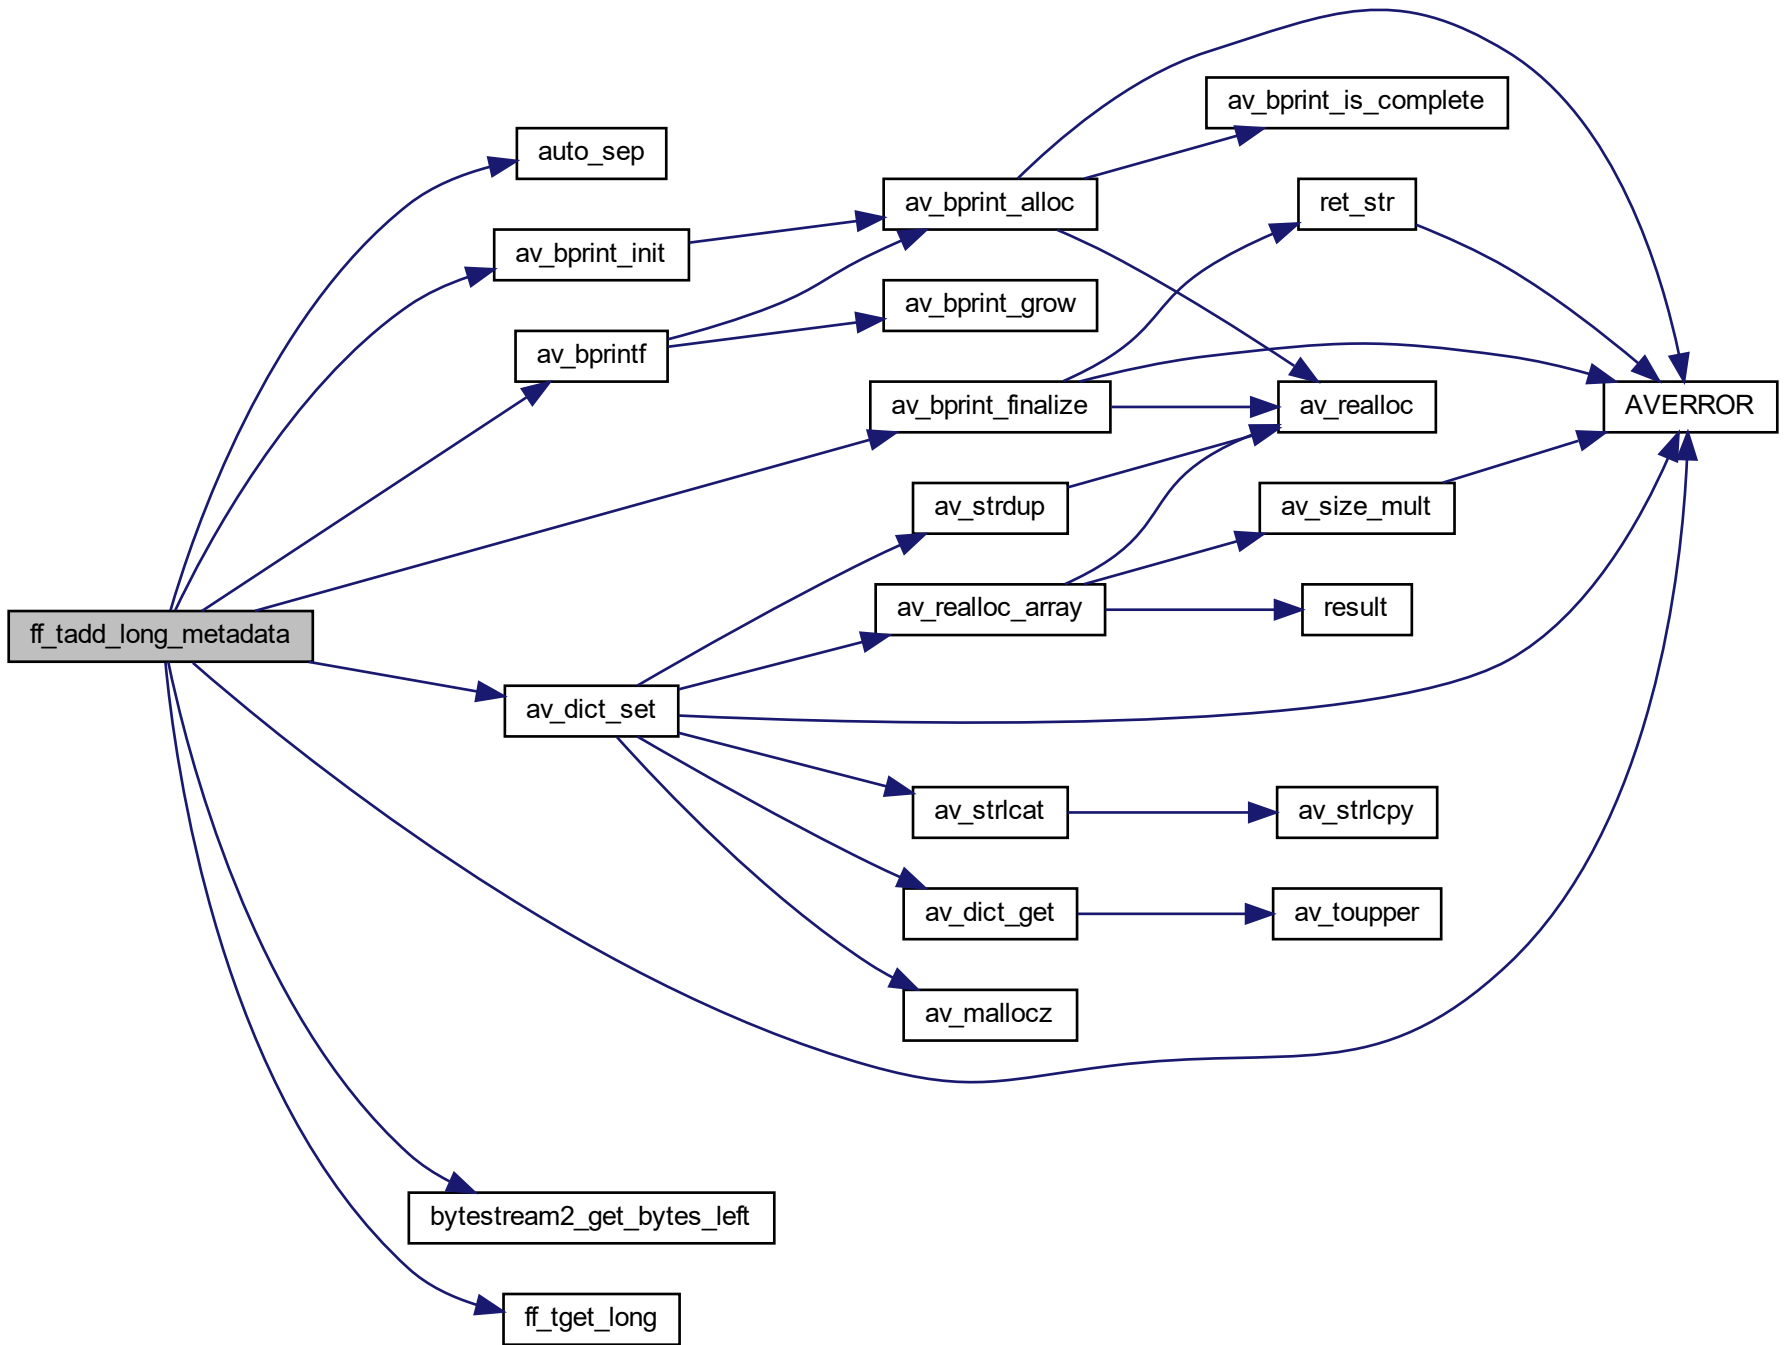 av_bprint_is_complete
auto_sep
av_bprint_alloc
ret_str
av_bprint_init
av_bprint_grow
av_bprintf
av_bprint_finalize
av_realloc
AVERROR
av_strdup
av_size_mult
ff_tadd_long_metadata
av_realloc_array
result
av_dict_set
av_strlcat
av_strlcpy
av_dict_get
av_toupper
av_mallocz
bytestream2_get_bytes_left
ff_tget_long